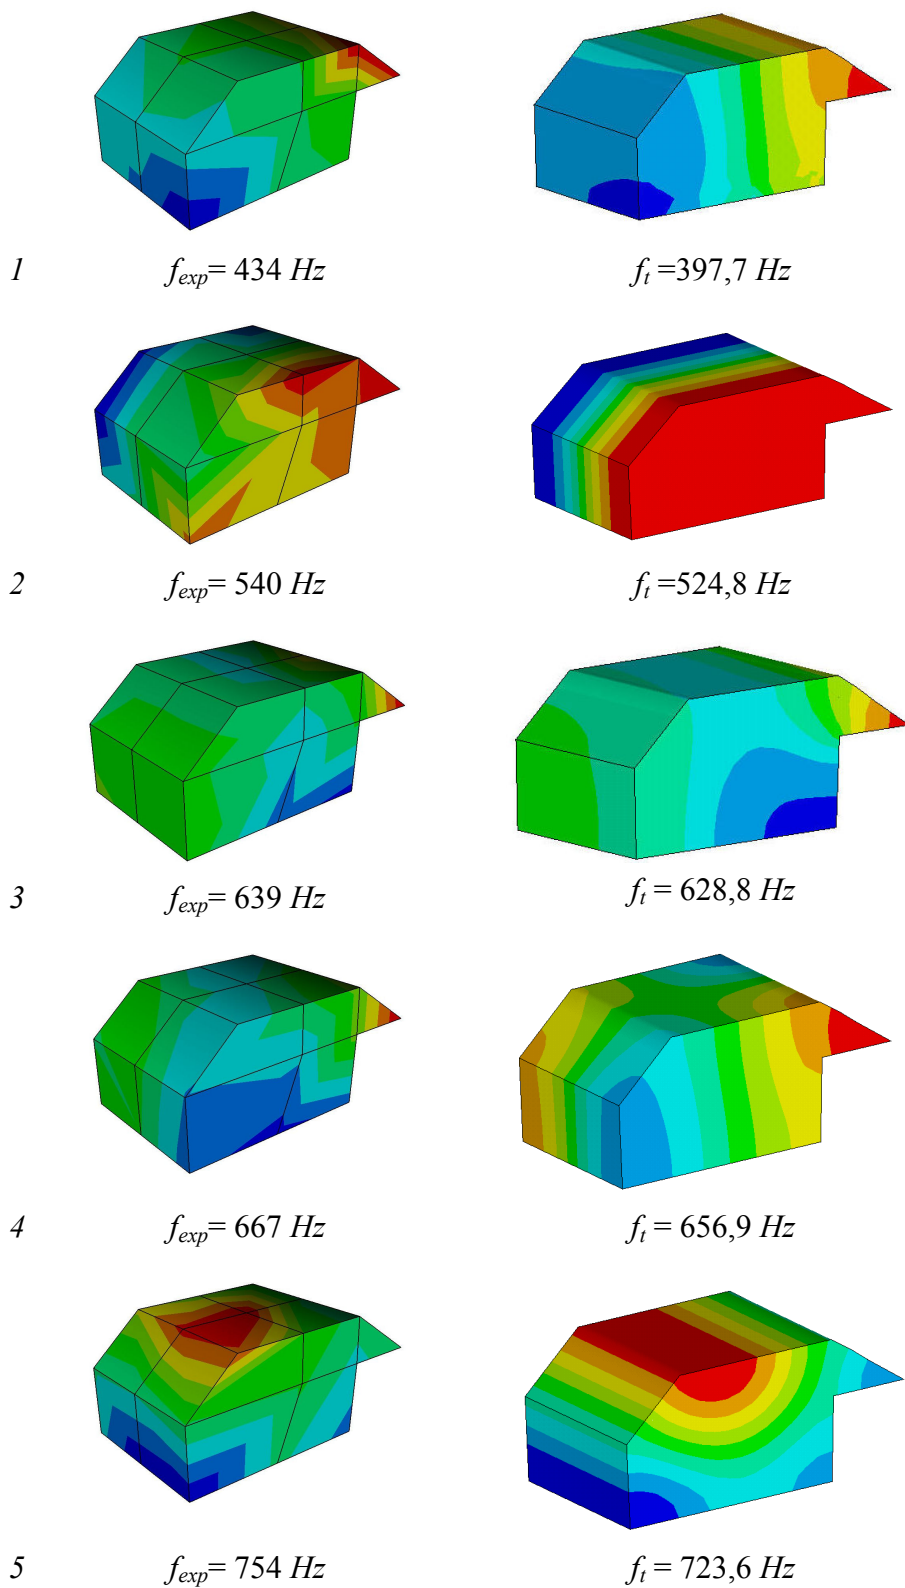 1 f_exp= 434 Hz f_t =397,7 Hz
2 f_exp= 540 Hz f_t =524,8 Hz
3 f_exp= 639 Hz f_t = 628,8 Hz
4 f_exp= 667 Hz f_t = 656,9 Hz
5 f_exp= 754 Hz f_t = 723,6 Hz